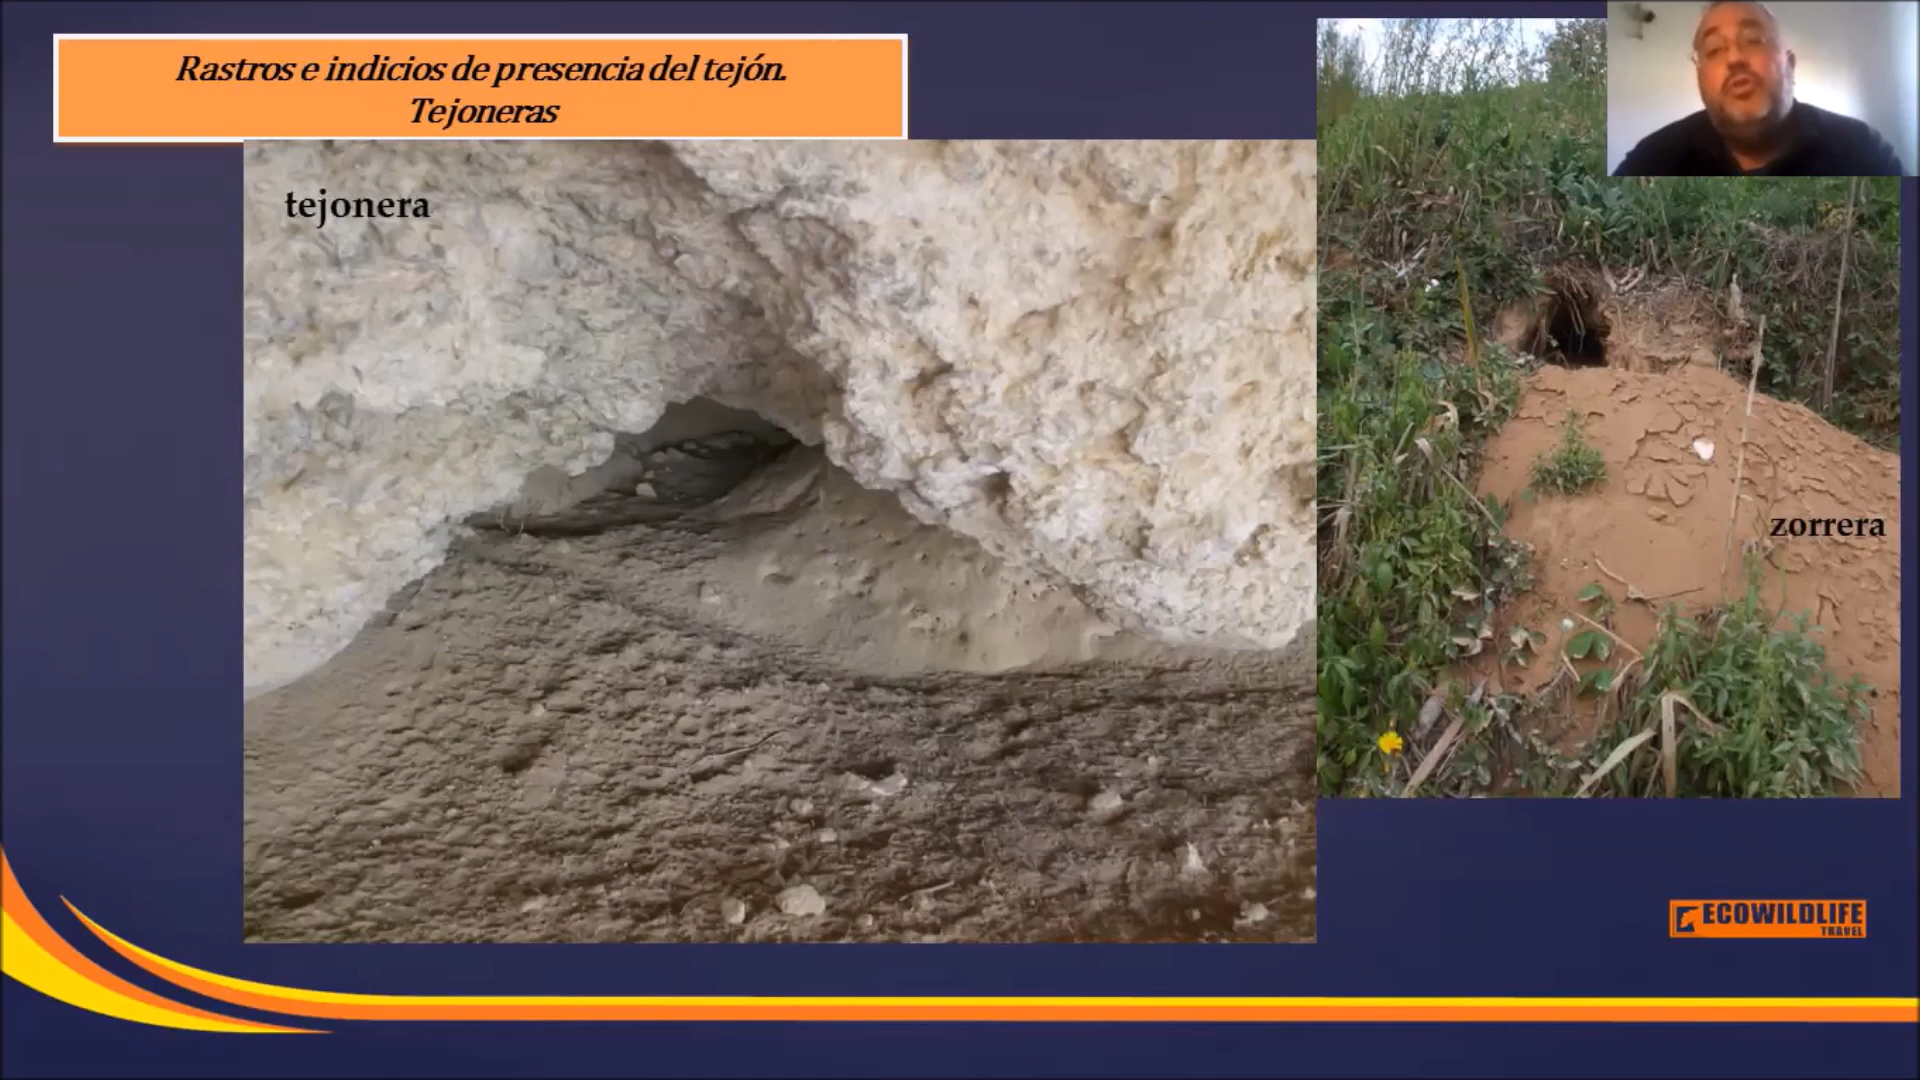 Rastros e indicios de presencia del tejón.
Tejoneras
tejonera
zorrera
ECOWILDLIFE
TRAVEL